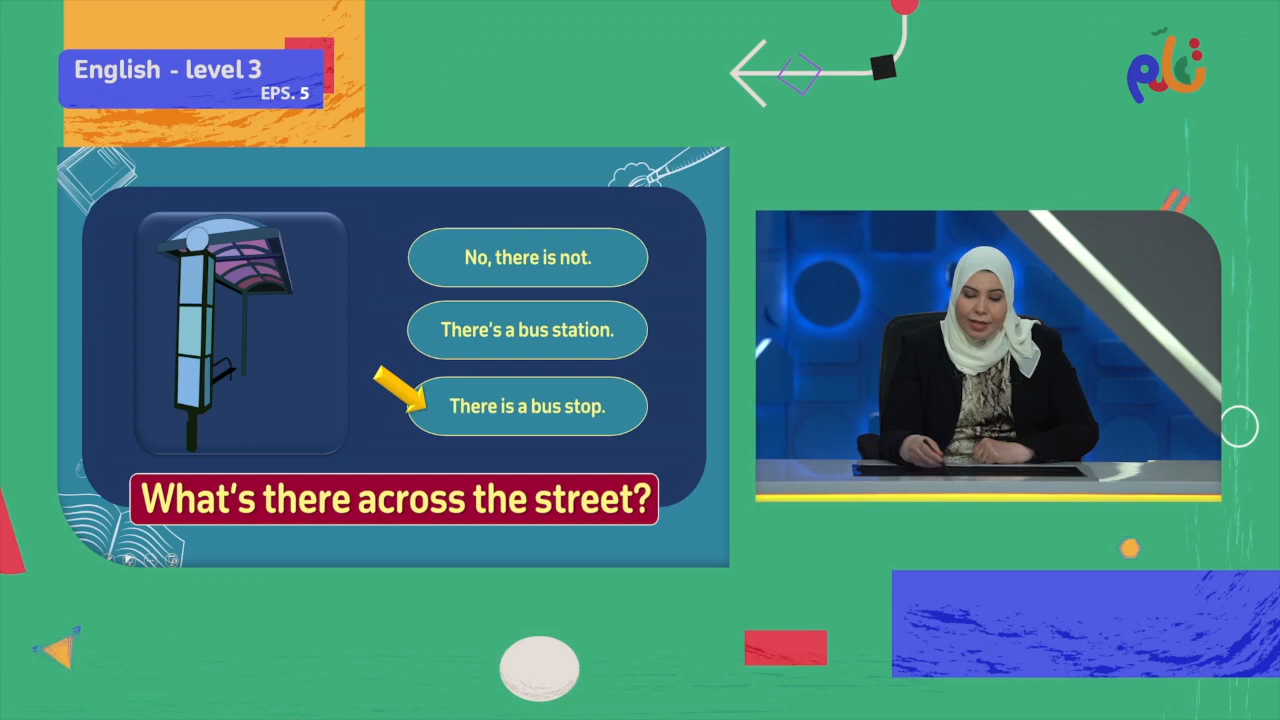 English - level 3
EPS. 5
No, there is not.
There's a bus station.
There is a bus stop.
What's there across the street?